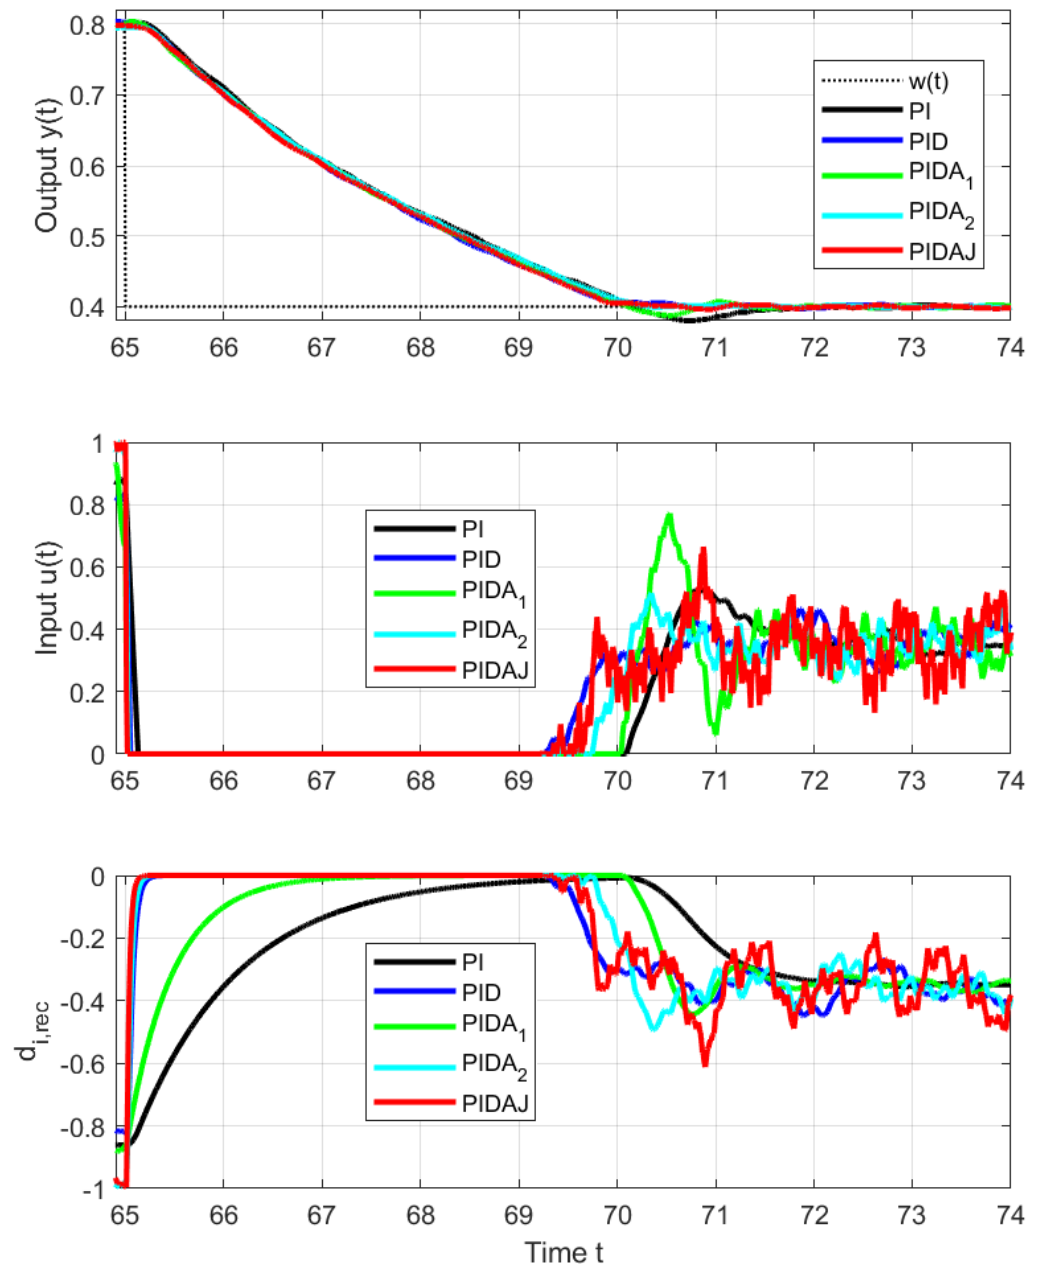 Output y(t)
0.8
0.7
0.6
0.5
0.4
w(t)
PI
PID
PIDA₁
PIDA₂
PIDAJ
65 66 67 68 69 70 71 72 73 74
Input u(t)
1
0.8
0.6
0.4
0.2
0
PI
PID
PIDA₁
PIDA₂
PIDAJ
65 66 67 68 69 70 71 72 73 74
d i,rec
0
-0.2
-0.4
-0.6
-0.8
-1
PI
PID
PIDA₁
PIDA₂
PIDAJ
65 66 67 68 69 70 71 72 73 74
Time t